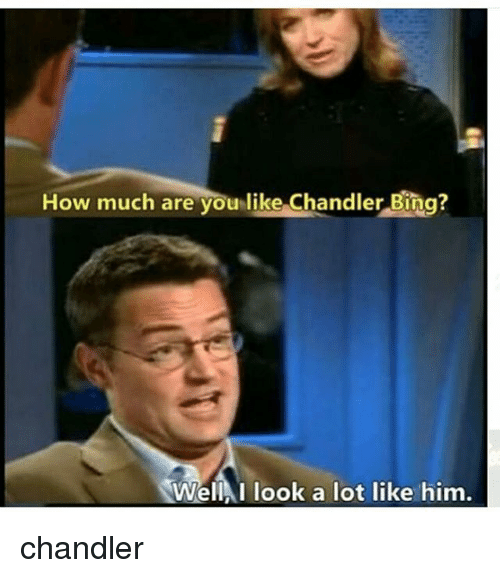 How much are you like Chandler Bing?
Well, I look a lot like him.
chandler